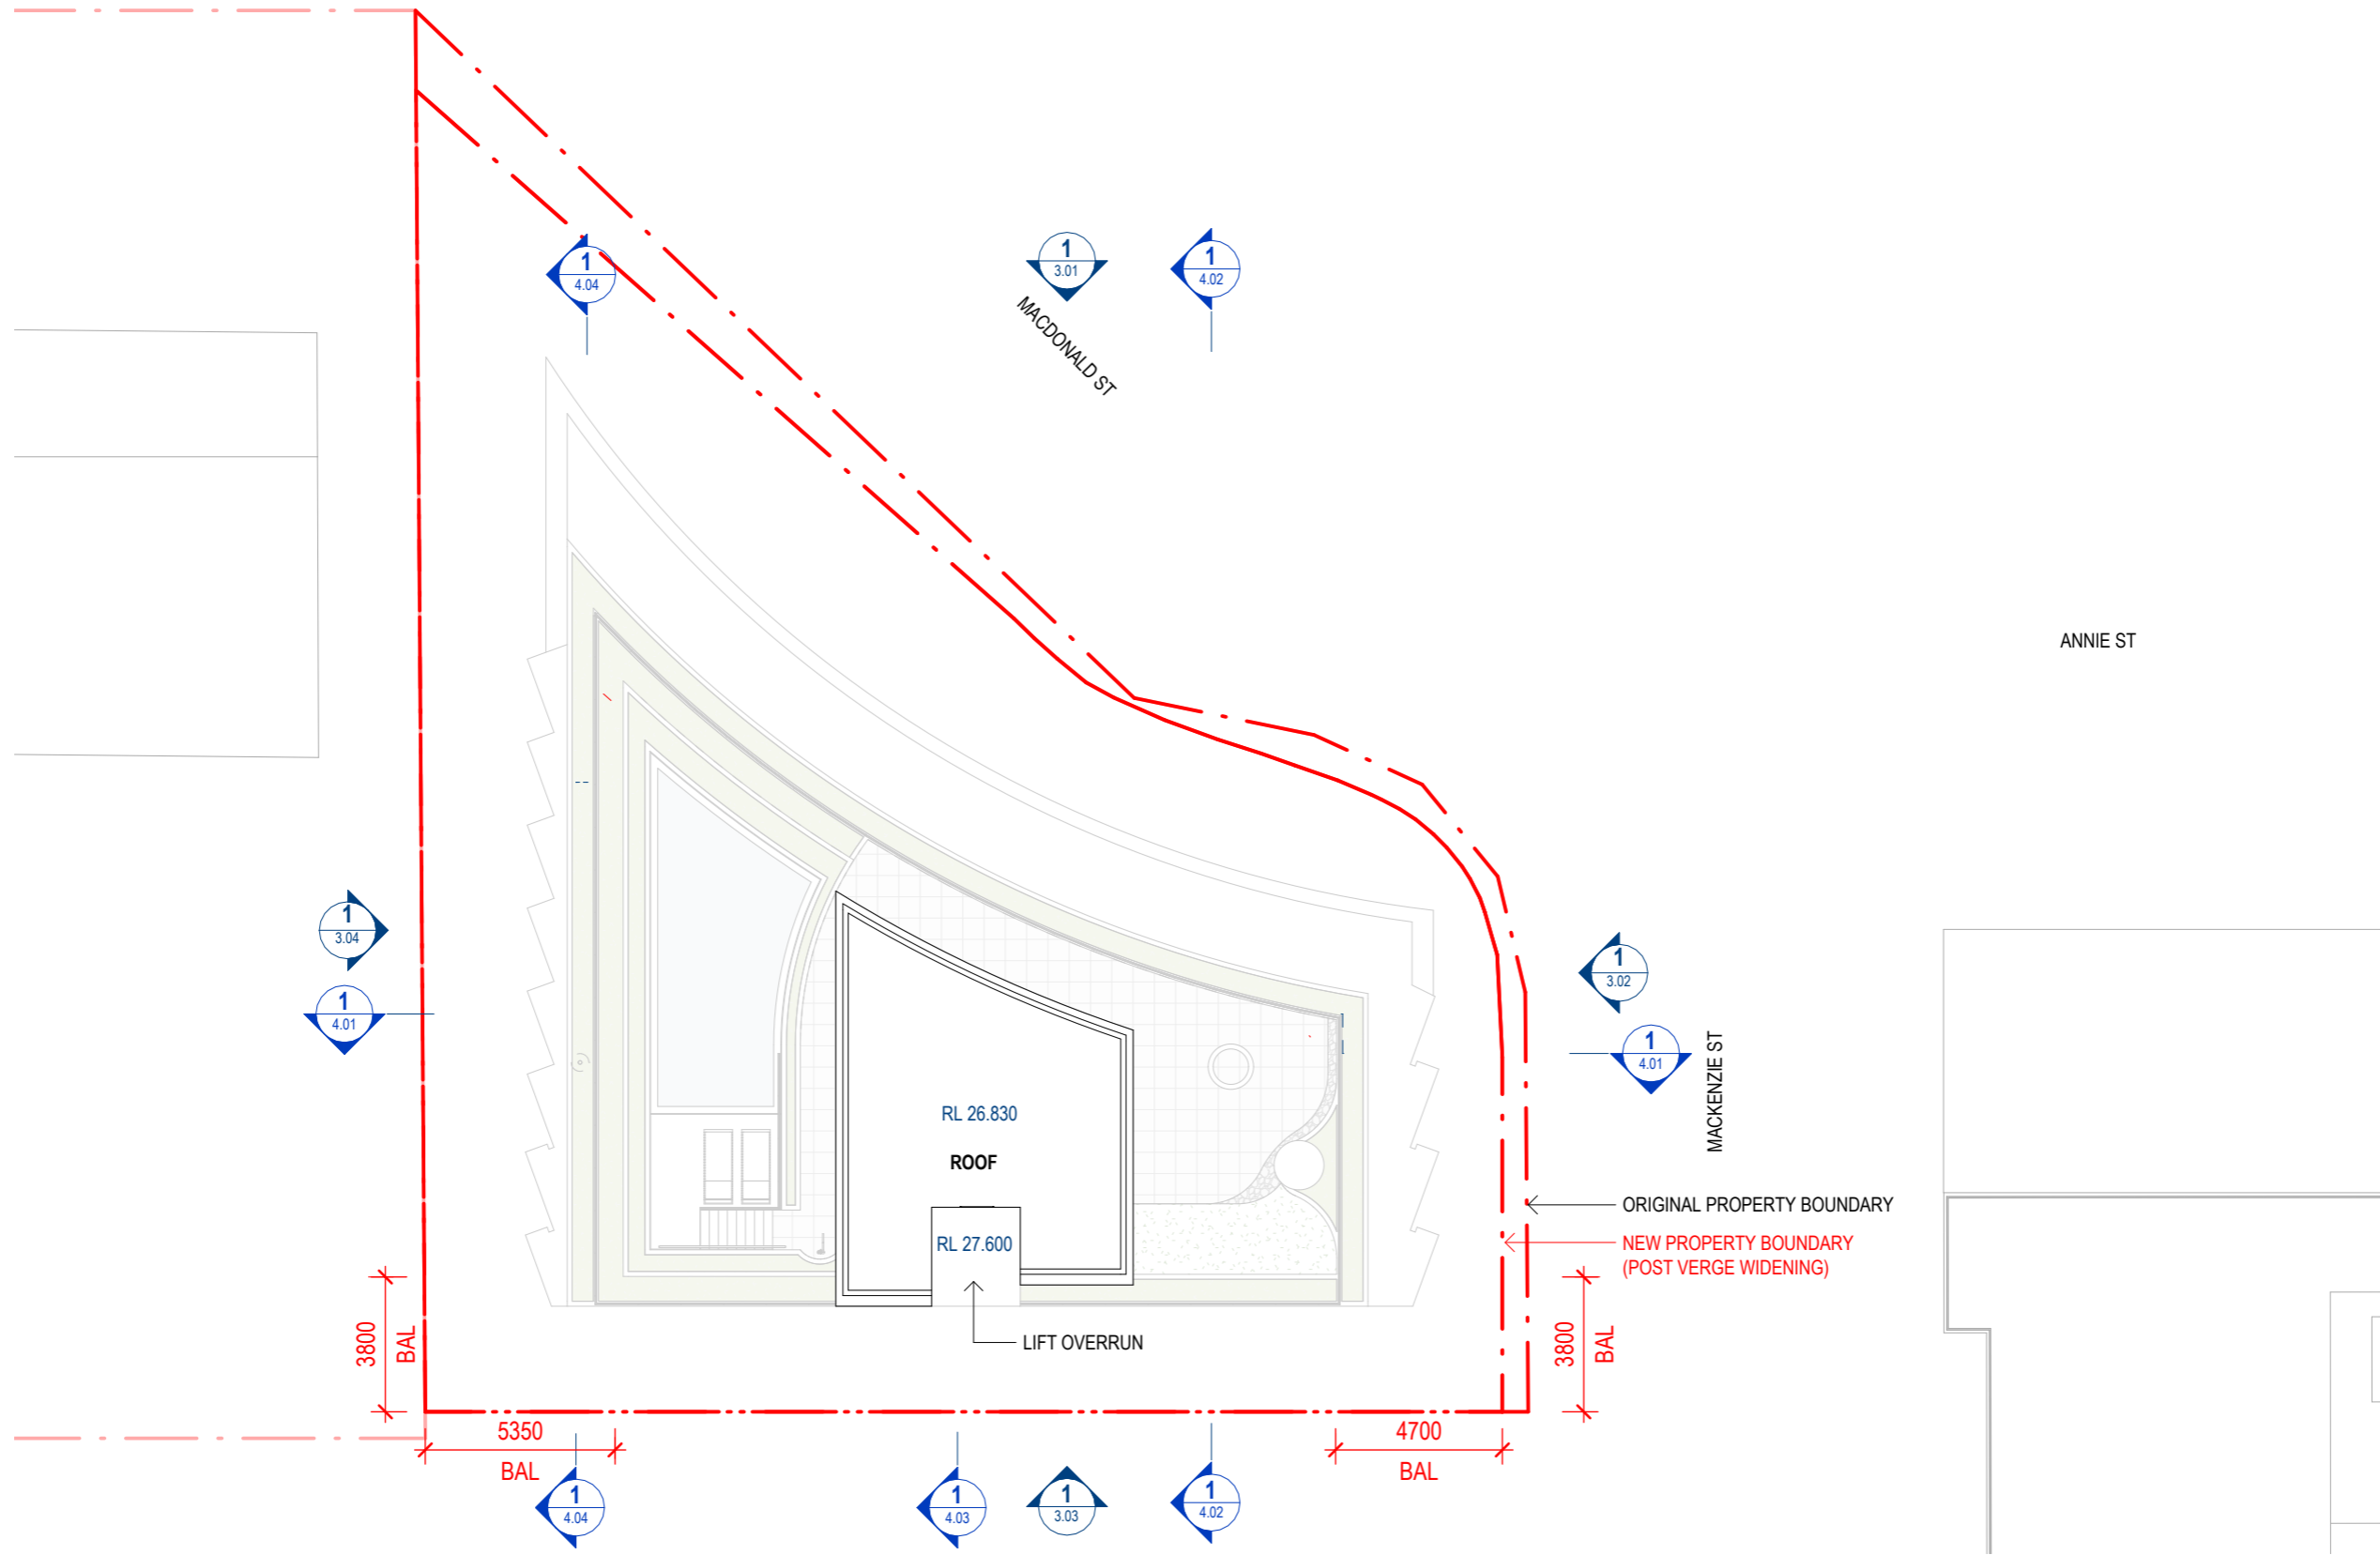 1
4.04
1
3.01
1
4.02
MACDONALD ST
ANNIE ST
1
3.04
1
4.01
1
3.02
1
4.01
MACKENZIE ST
RL 26.830
ROOF
RL 27.600
LIFT OVERRUN
ORIGINAL PROPERTY BOUNDARY
NEW PROPERTY BOUNDARY
(POST VERGE WIDENING)
3800
BAL
3800
BAL
5350
BAL
4700
BAL
1
4.04
1
4.03
1
3.03
1
4.02